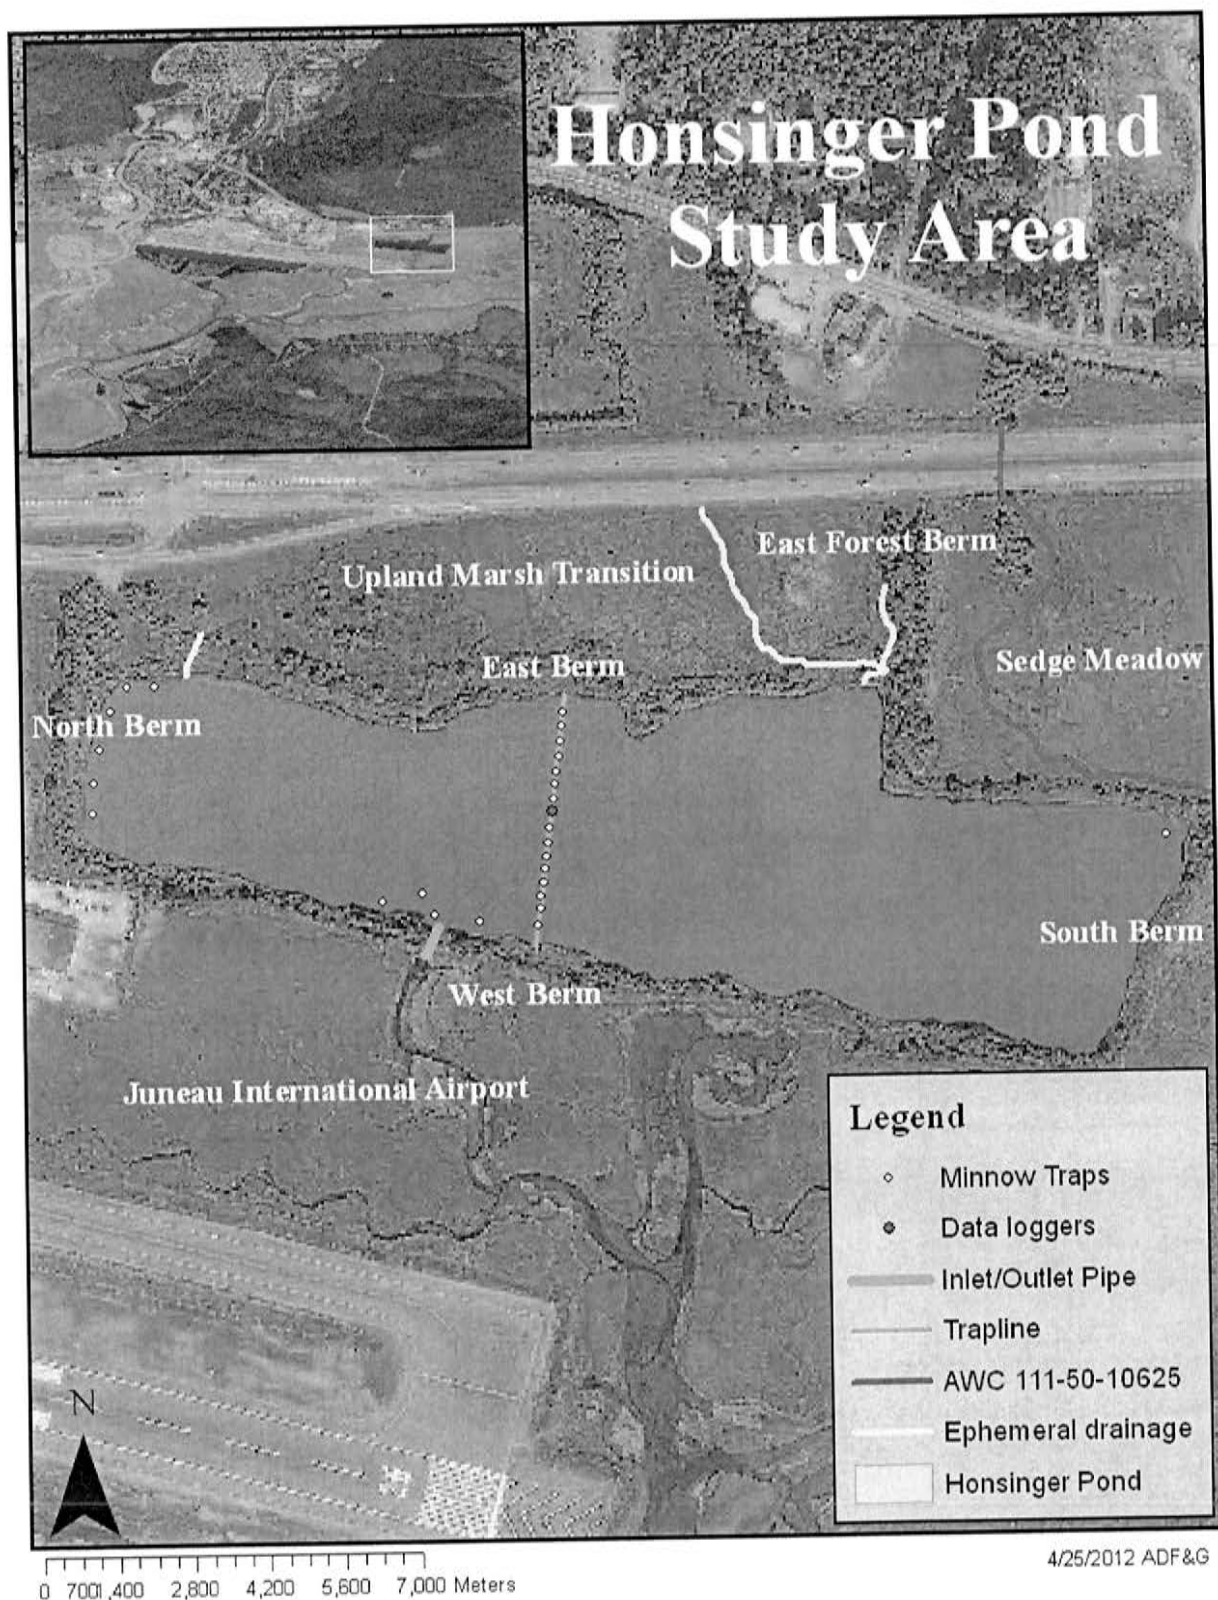 Honsinger Pond
Study Area
East Forest Berm
Upland Marsh Transition
East Berm
Sedge Meadow
North Berm
South Berm
West Berm
Juneau International Airport
Legend
Minnow Traps
Data loggers
Inlet/Outlet Pipe
Trapline
AWC 111-50-10625
Ephemeral drainage
Honsinger Pond
N
4/25/2012 ADF&G
0 7001,400 2,800 4,200 5,600 7,000 Meters